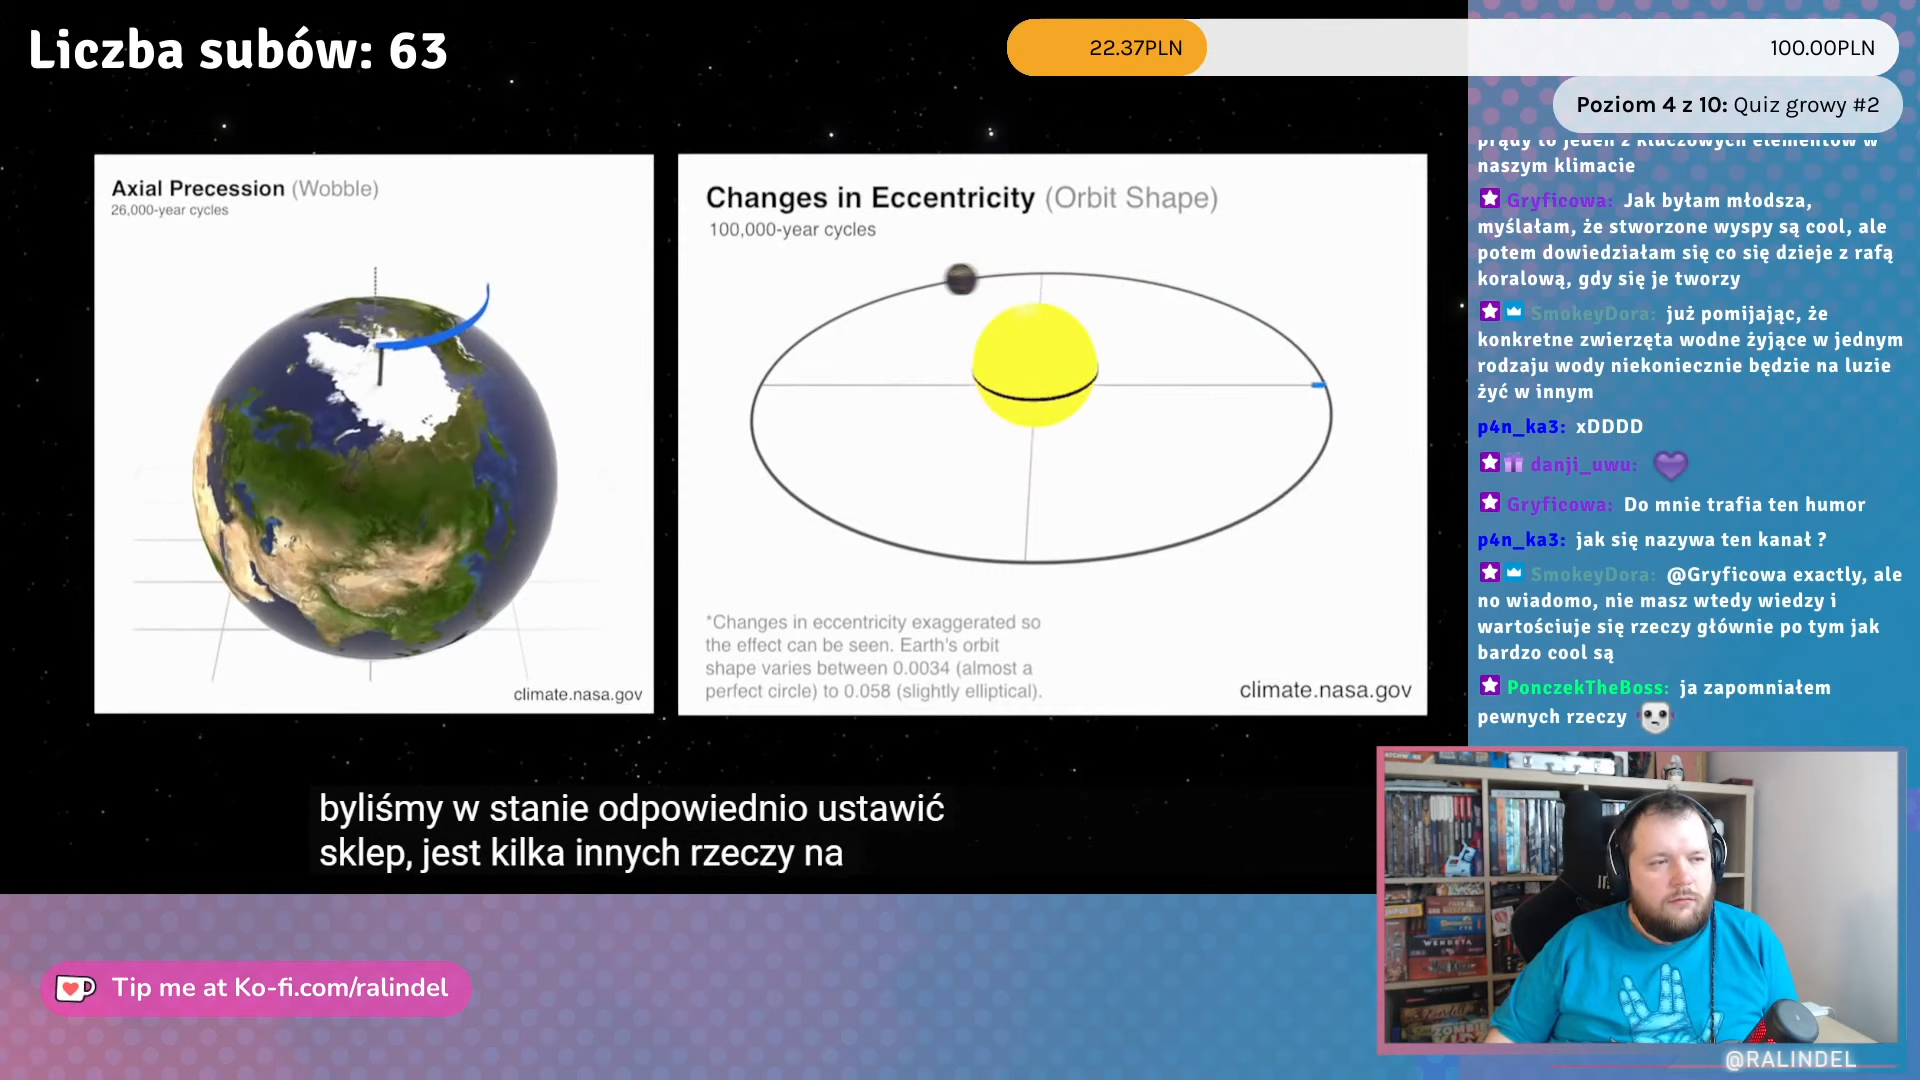 Liczba subów: 63
22.37PLN
100.00PLN
Poziom 4 z 10: Quiz growy #2
Axial Precession (Wobble)
26,000-year cycles
climate.nasa.gov
Changes in Eccentricity (Orbit Shape)
100,000-year cycles
*Changes in eccentricity exaggerated so
the effect can be seen. Earth's orbit
shape varies between 0.0034 (almost a
perfect circle) to 0.058 (slightly elliptical).
climate.nasa.gov
byliśmy w stanie odpowiednio ustawić
sklep, jest kilka innych rzeczy na
prądy to jeden z kluczowych elementów w
naszym klimacie
Gryficowa: Jak byłam młodsza,
myślałam, że stworzone wyspy są cool, ale
potem dowiedziałam się co się dzieje z rafą
koralową, gdy się je tworzy
SmokeyDora: już pomijając, że
konkretne zwierzęta wodne żyjące w jednym
rodzaju wody niekoniecznie będzie na luzie
żyć w innym
p4n_ka3: xDDDD
danji_uwu:
Gryficowa: Do mnie trafia ten humor
p4n_ka3: jak się nazywa ten kanał ?
SmokeyDora: @Gryficowa exactly, ale
no wiadomo, nie masz wtedy wiedzy i
wartościuje się rzeczy głównie po tym jak
bardzo cool są
PonczekTheBoss: ja zapomniałem
pewnych rzeczy
WENDETA
Tip me at Ko-fi.com/ralindel
@RALINDEL